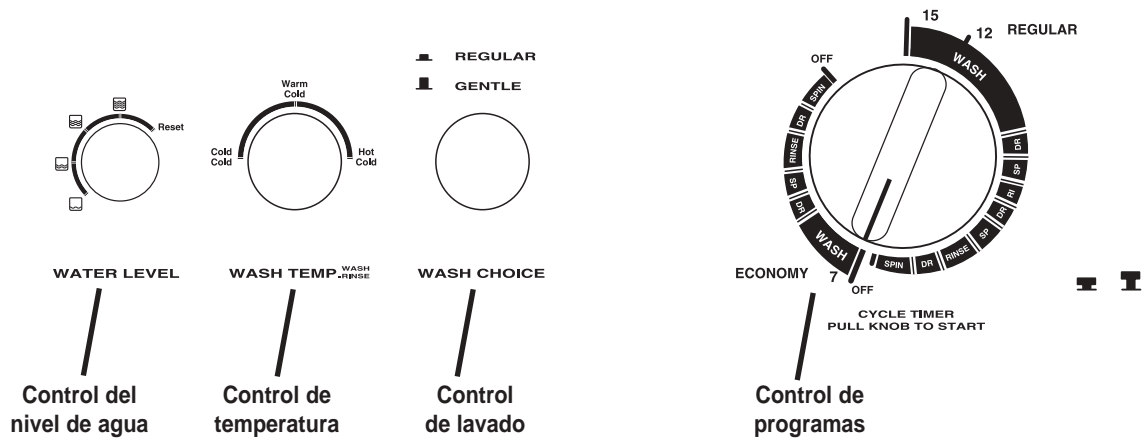 REGULAR
GENTLE
Warm
Cold
Reset
Cold
Cold
Hot
Cold
WATER LEVEL
WASH TEMP. WASH
RINSE
WASH CHOICE
15
12
REGULAR
OFF
WASH
DR
SP
RI
DR
SP
RINSE
DR
SPIN
OFF
7
ECONOMY
WASH
DR
SP
RINSE
DR
SPIN
CYCLE TIMER
PULL KNOB TO START
Control del
nivel de agua
Control de
temperatura
Control
de lavado
Control de
programas